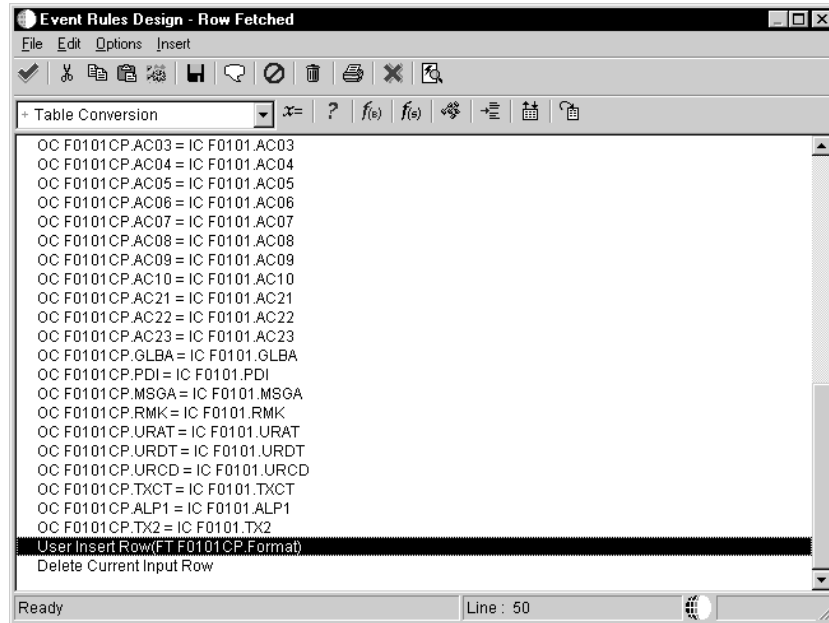 Event Rules Design - Row Fetched
File Edit Options Insert
+ Table Conversion
x= ? f(B) f(s)
OC F0101CP.AC03 = IC F0101.AC03
OC F0101CP.AC04 = IC F0101.AC04
OC F0101CP.AC05 = IC F0101.AC05
OC F0101CP.AC06 = IC F0101.AC06
OC F0101CP.AC07 = IC F0101.AC07
OC F0101CP.AC08 = IC F0101.AC08
OC F0101CP.AC09 = IC F0101.AC09
OC F0101CP.AC10 = IC F0101.AC10
OC F0101CP.AC21 = IC F0101.AC21
OC F0101CP.AC22 = IC F0101.AC22
OC F0101CP.AC23 = IC F0101.AC23
OC F0101CP.GLBA = IC F0101.GLBA
OC F0101CP.PDI = IC F0101.PDI
OC F0101CP.MSGA = IC F0101.MSGA
OC F0101CP.RMK = IC F0101.RMK
OC F0101CP.URAT = IC F0101.URAT
OC F0101CP.URDT = IC F0101.URDT
OC F0101CP.URCD = IC F0101.URCD
OC F0101CP.TXCT = IC F0101.TXCT
OC F0101CP.ALP1 = IC F0101.ALP1
OC F0101CP.TX2 = IC F0101.TX2
User Insert Row(FT F0101CP.Format)
Delete Current Input Row
Ready
Line : 50